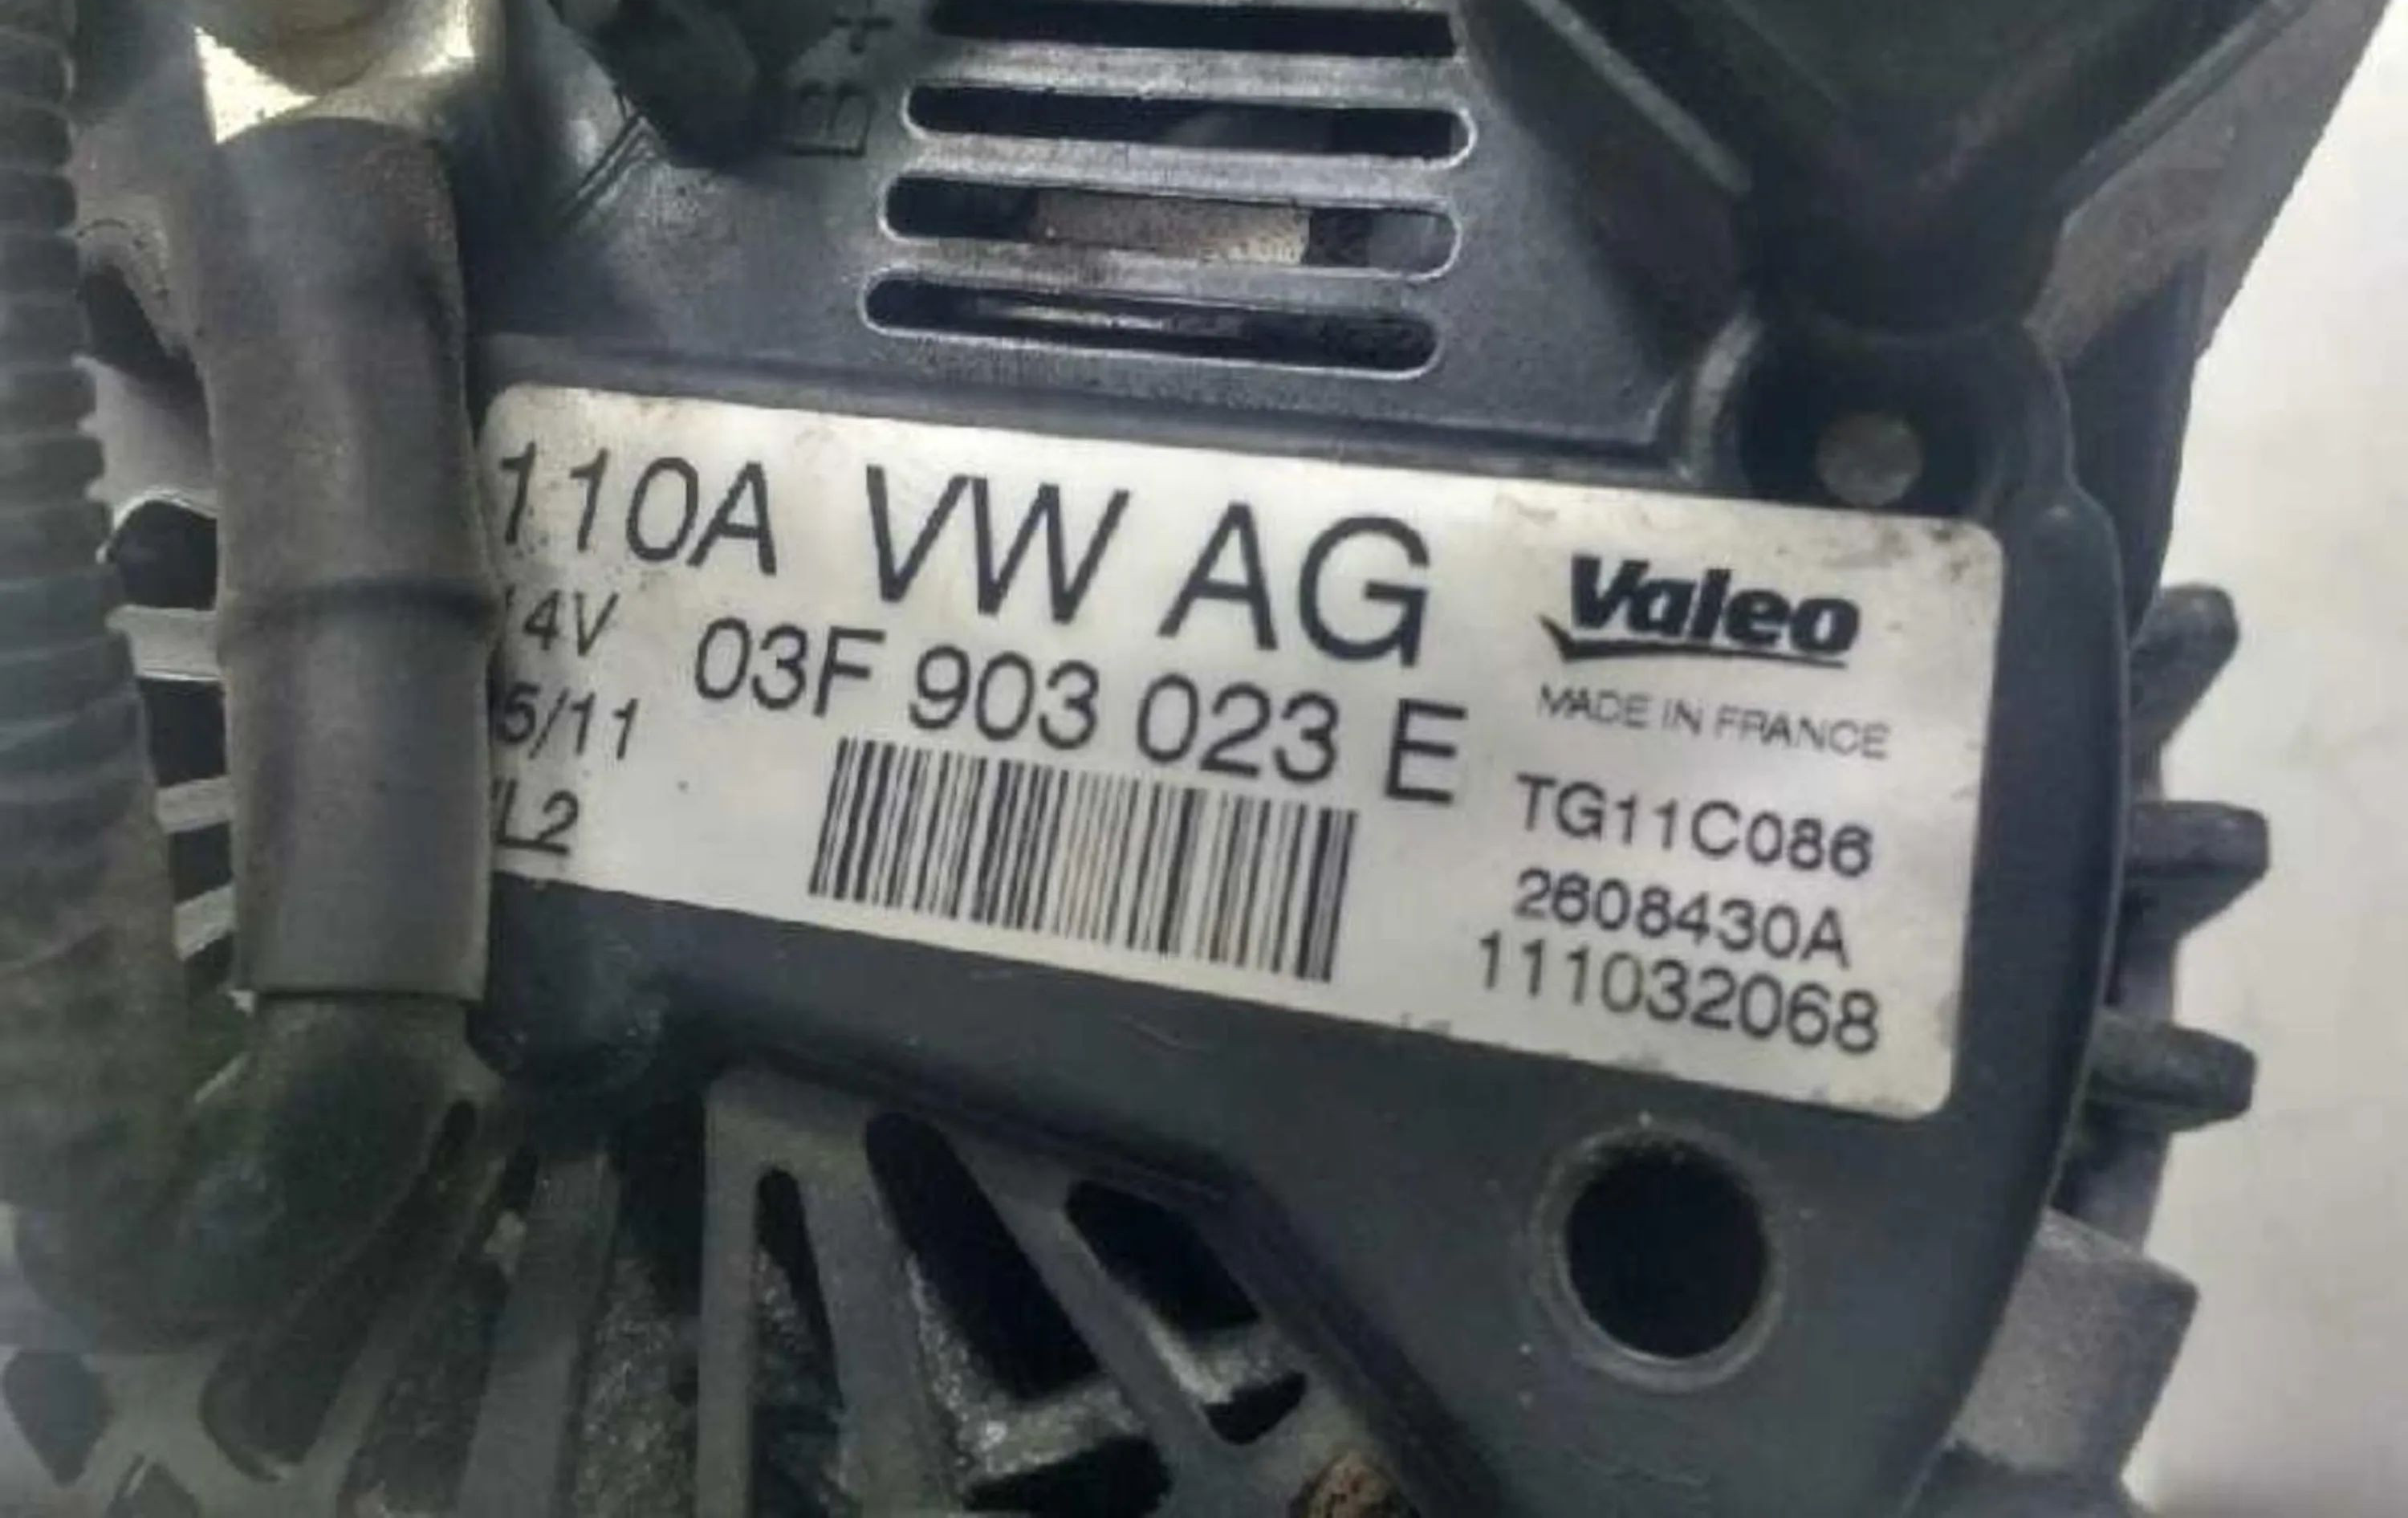 B+
110A VW AG
4V 03F 903 023 E
5/11
L2
Valeo
MADE IN FRANCE
TG11C086
2608430A
111032068